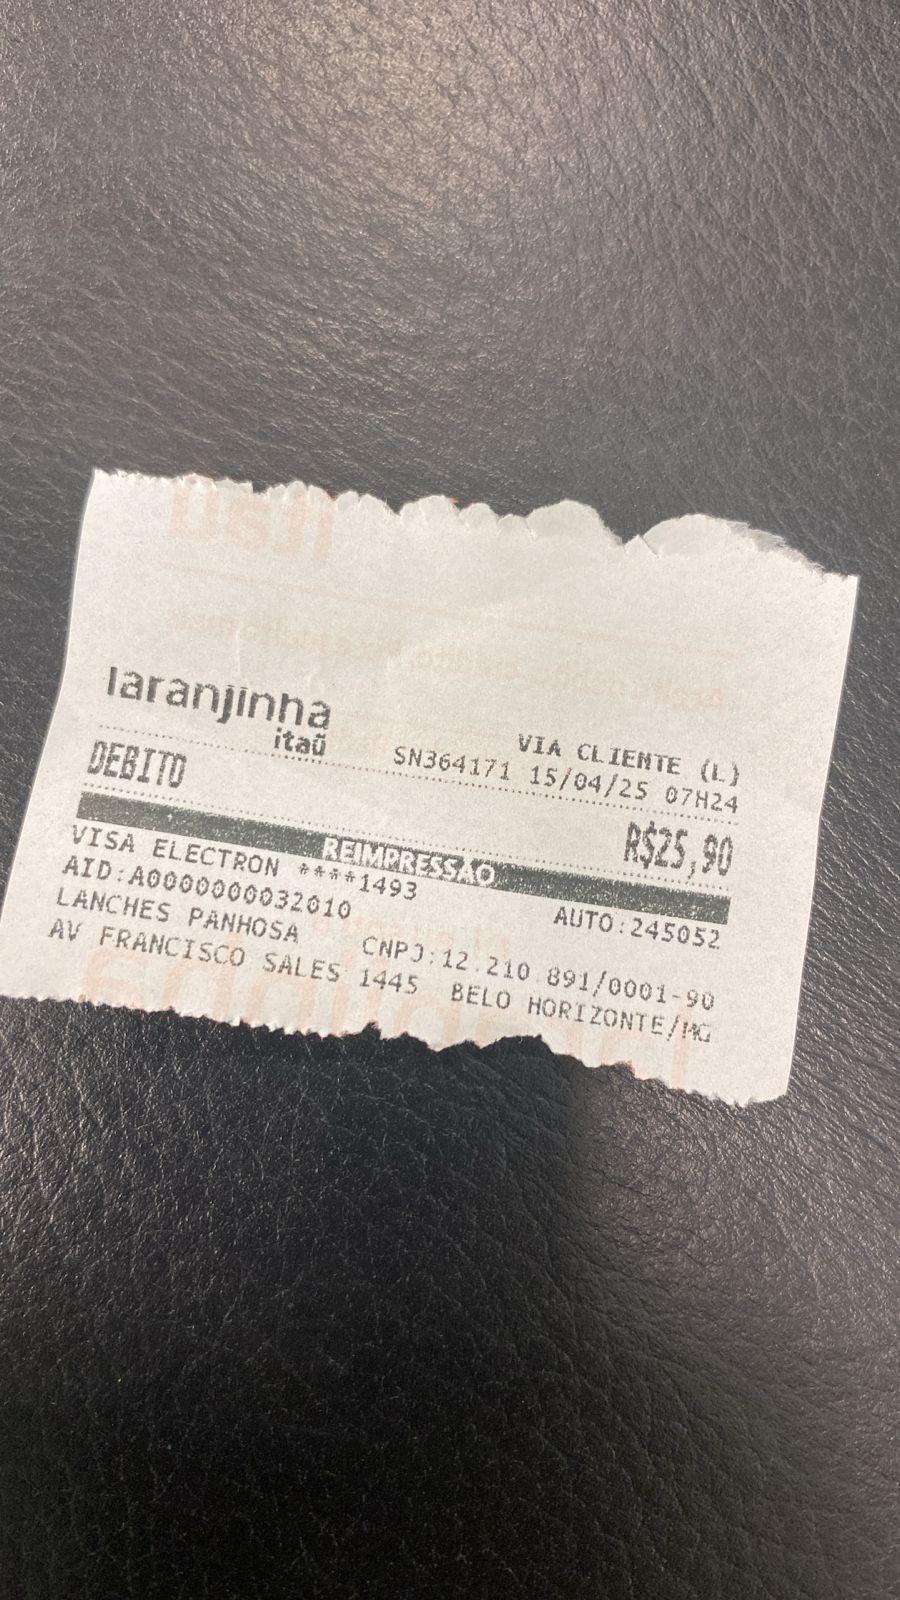 laranjinha
itaú
VIA CLIENTE (L)
SN364171 15/04/25 07H24
DEBITO R$25,90
REIMPRESSÃO
VISA ELECTRON ****1493
AID:A0000000032010 AUTO:245052
LANCHES PANHOSA CNPJ:12.210.891/0001-90
AV FRANCISCO SALES 1445 BELO HORIZONTE/MG